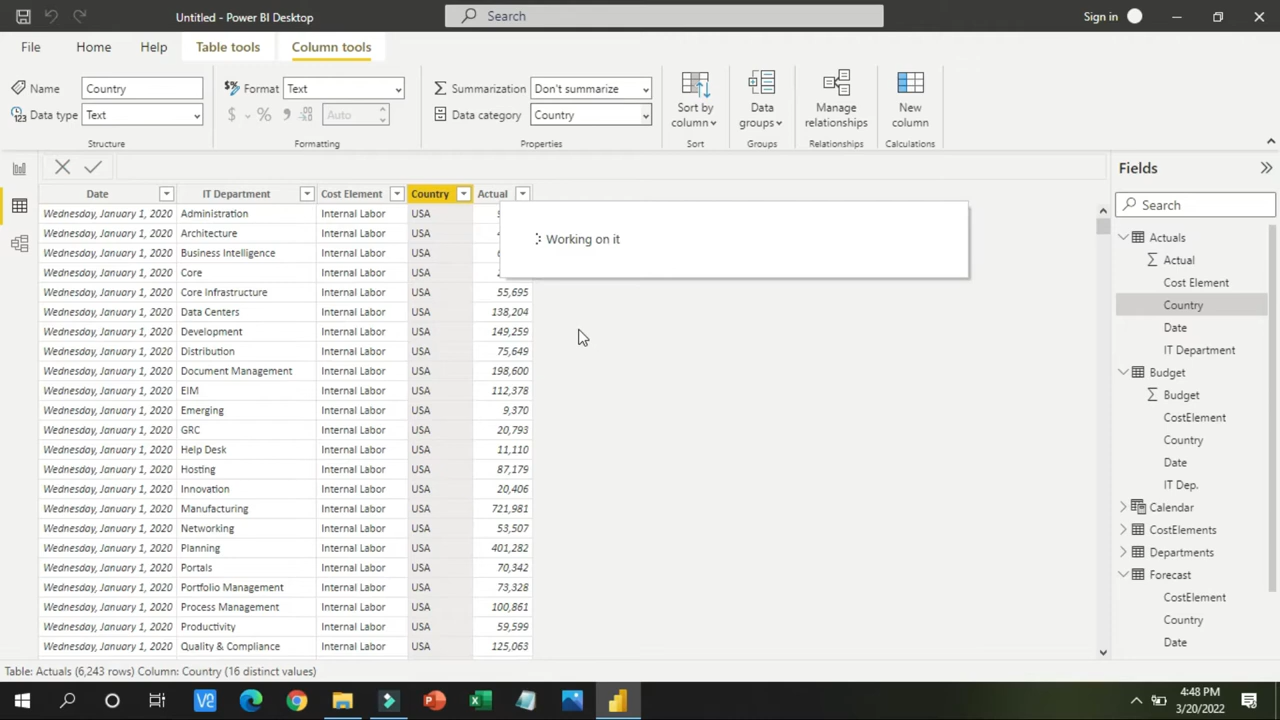 Untitled - Power BI Desktop
Search
Sign in
File
Home
Help
Table tools
Column tools
Name
Country
Format
Text
Summarization
Don't summarize
Data type
Text
$
%
Auto
Data category
Country
Sort by
column
Data
groups
Manage
relationships
New
column
Structure
Formatting
Properties
Sort
Groups
Relationships
Calculations
Fields
Search
Date
IT Department
Cost Element
Country
Actual
Working on it
Wednesday, January 1, 2020 Administration Internal Labor USA
Wednesday, January 1, 2020 Architecture Internal Labor USA
Wednesday, January 1, 2020 Business Intelligence Internal Labor USA
Wednesday, January 1, 2020 Core Internal Labor USA
Wednesday, January 1, 2020 Core Infrastructure Internal Labor USA 55,695
Wednesday, January 1, 2020 Data Centers Internal Labor USA 138,204
Wednesday, January 1, 2020 Development Internal Labor USA 149,259
Wednesday, January 1, 2020 Distribution Internal Labor USA 75,649
Wednesday, January 1, 2020 Document Management Internal Labor USA 198,600
Wednesday, January 1, 2020 EIM Internal Labor USA 112,378
Wednesday, January 1, 2020 Emerging Internal Labor USA 9,370
Wednesday, January 1, 2020 GRC Internal Labor USA 20,793
Wednesday, January 1, 2020 Help Desk Internal Labor USA 11,110
Wednesday, January 1, 2020 Hosting Internal Labor USA 87,179
Wednesday, January 1, 2020 Innovation Internal Labor USA 20,406
Wednesday, January 1, 2020 Manufacturing Internal Labor USA 721,981
Wednesday, January 1, 2020 Networking Internal Labor USA 53,507
Wednesday, January 1, 2020 Planning Internal Labor USA 401,282
Wednesday, January 1, 2020 Portals Internal Labor USA 70,342
Wednesday, January 1, 2020 Portfolio Management Internal Labor USA 73,328
Wednesday, January 1, 2020 Process Management Internal Labor USA 100,861
Wednesday, January 1, 2020 Productivity Internal Labor USA 59,599
Wednesday, January 1, 2020 Quality & Compliance Internal Labor USA 125,063
Actuals
Actual
Cost Element
Country
Date
IT Department
Budget
Budget
CostElement
Country
Date
IT Dep.
Calendar
CostElements
Departments
Forecast
CostElement
Country
Date
Table: Actuals (6,243 rows) Column: Country (16 distinct values)
4:48 PM
3/20/2022